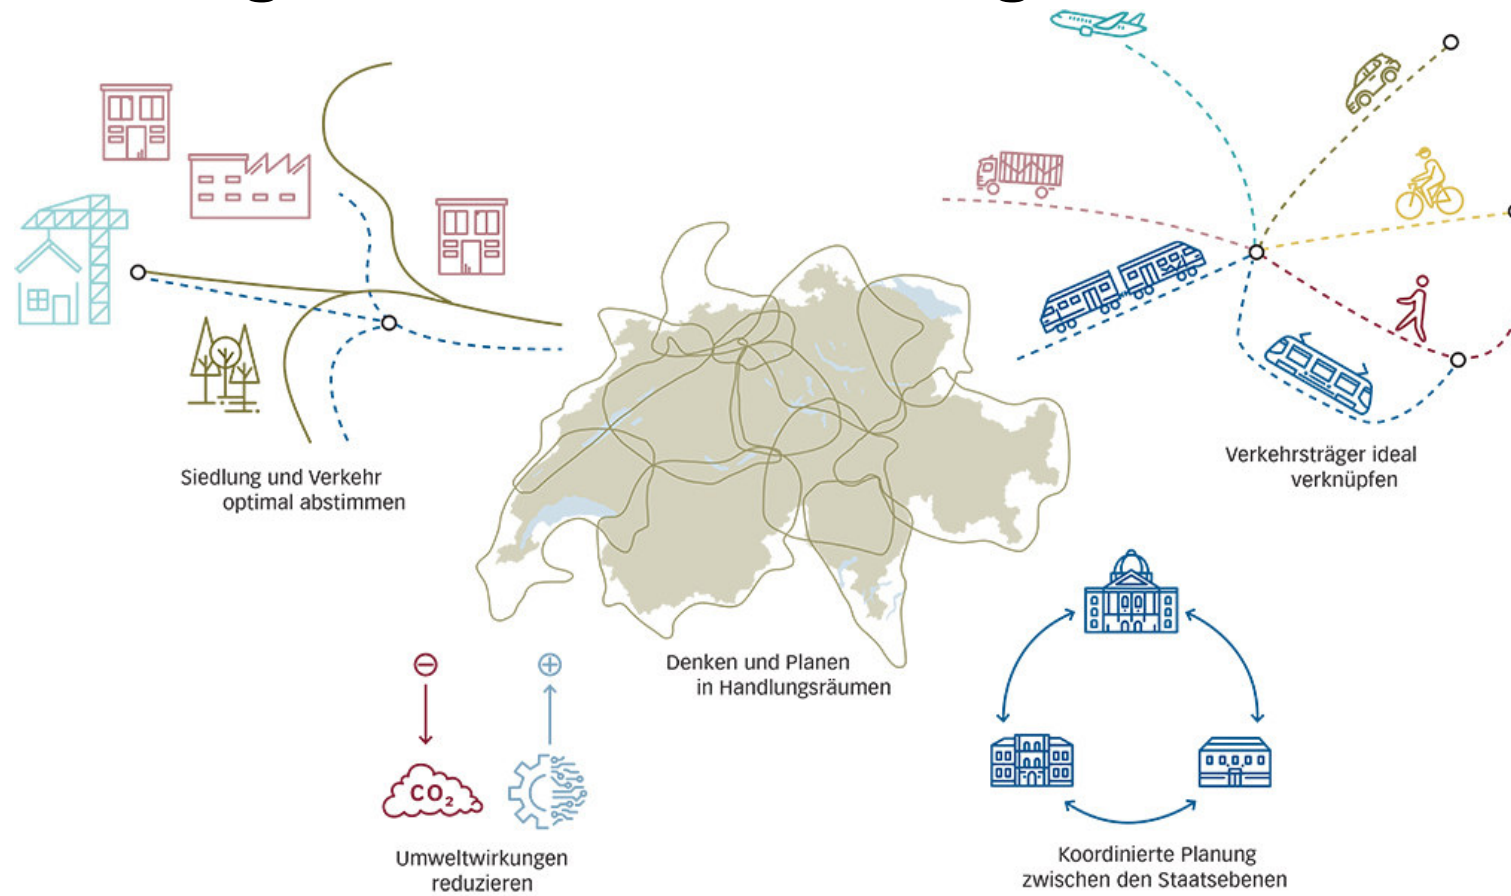 Siedlung und Verkehr
optimal abstimmen
Verkehrsträger ideal
verknüpfen
Denken und Planen
in Handlungsräumen
CO₂
Umweltwirkungen
reduzieren
Koordinierte Planung
zwischen den Staatsebenen